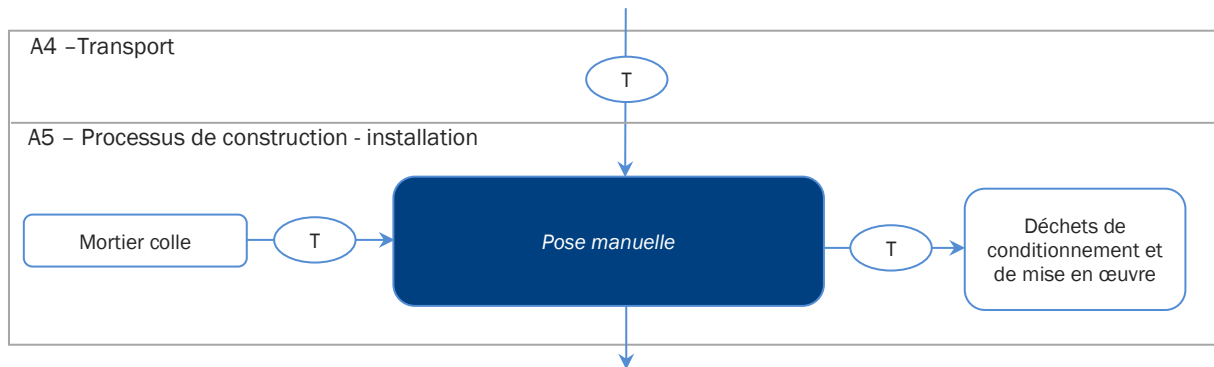 A4 –Transport
T
A5 – Processus de construction - installation
Mortier colle
T
Pose manuelle
T
Déchets de
conditionnement et
de mise en œuvre